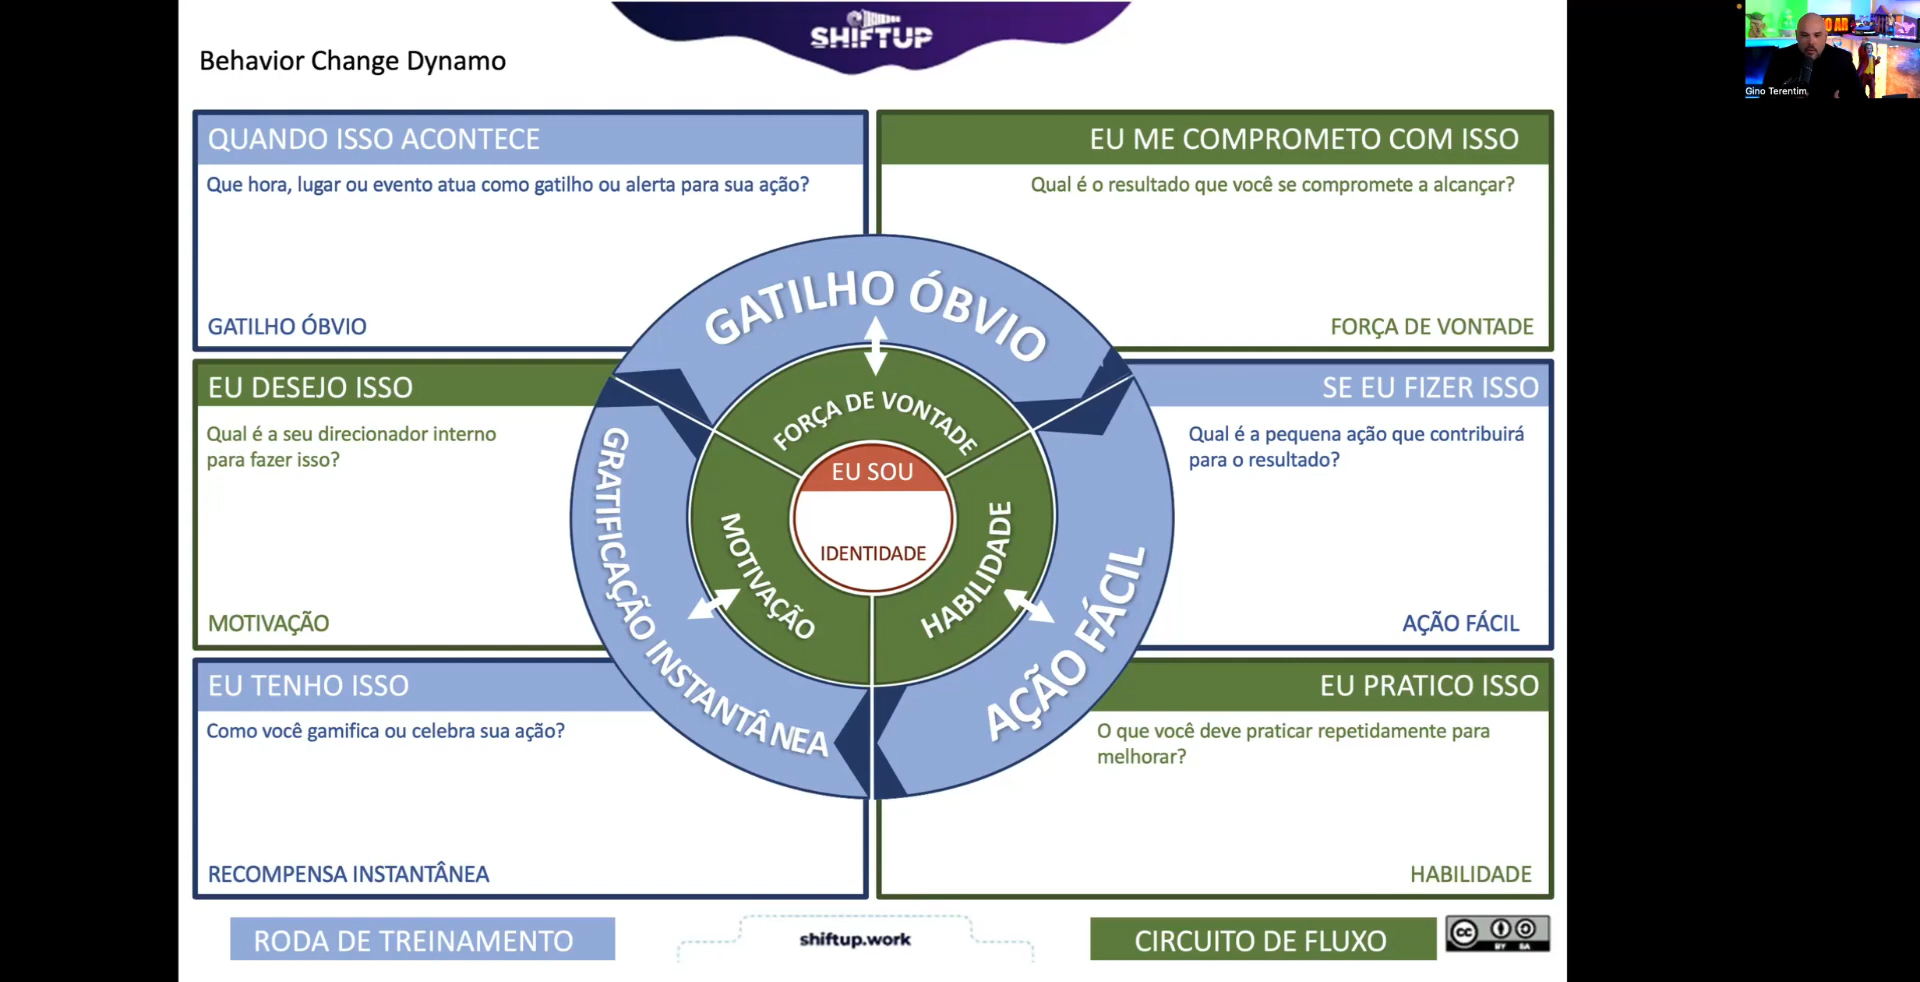 SHIFTUP
Behavior Change Dynamo
QUANDO ISSO ACONTECE
Que hora, lugar ou evento atua como gatilho ou alerta para sua ação?
GATILHO ÓBVIO
EU ME COMPROMETO COM ISSO
Qual é o resultado que você se compromete a alcançar?
FORÇA DE VONTADE
EU DESEJO ISSO
Qual é a seu direcionador interno
para fazer isso?
MOTIVAÇÃO
SE EU FIZER ISSO
Qual é a pequena ação que contribuirá
para o resultado?
AÇÃO FÁCIL
EU TENHO ISSO
Como você gamifica ou celebra sua ação?
RECOMPENSA INSTANTÂNEA
EU PRATICO ISSO
O que você deve praticar repetidamente para
melhorar?
HABILIDADE
GATILHO ÓBVIO
FORÇA DE VONTADE
EU SOU
IDENTIDADE
MOTIVAÇÃO
HABILIDADE
GRATIFICAÇÃO INSTANTÂNEA
AÇÃO FÁCIL
RODA DE TREINAMENTO
shiftup.work
CIRCUITO DE FLUXO
cc
BY SA
Gino Terentim
O AR